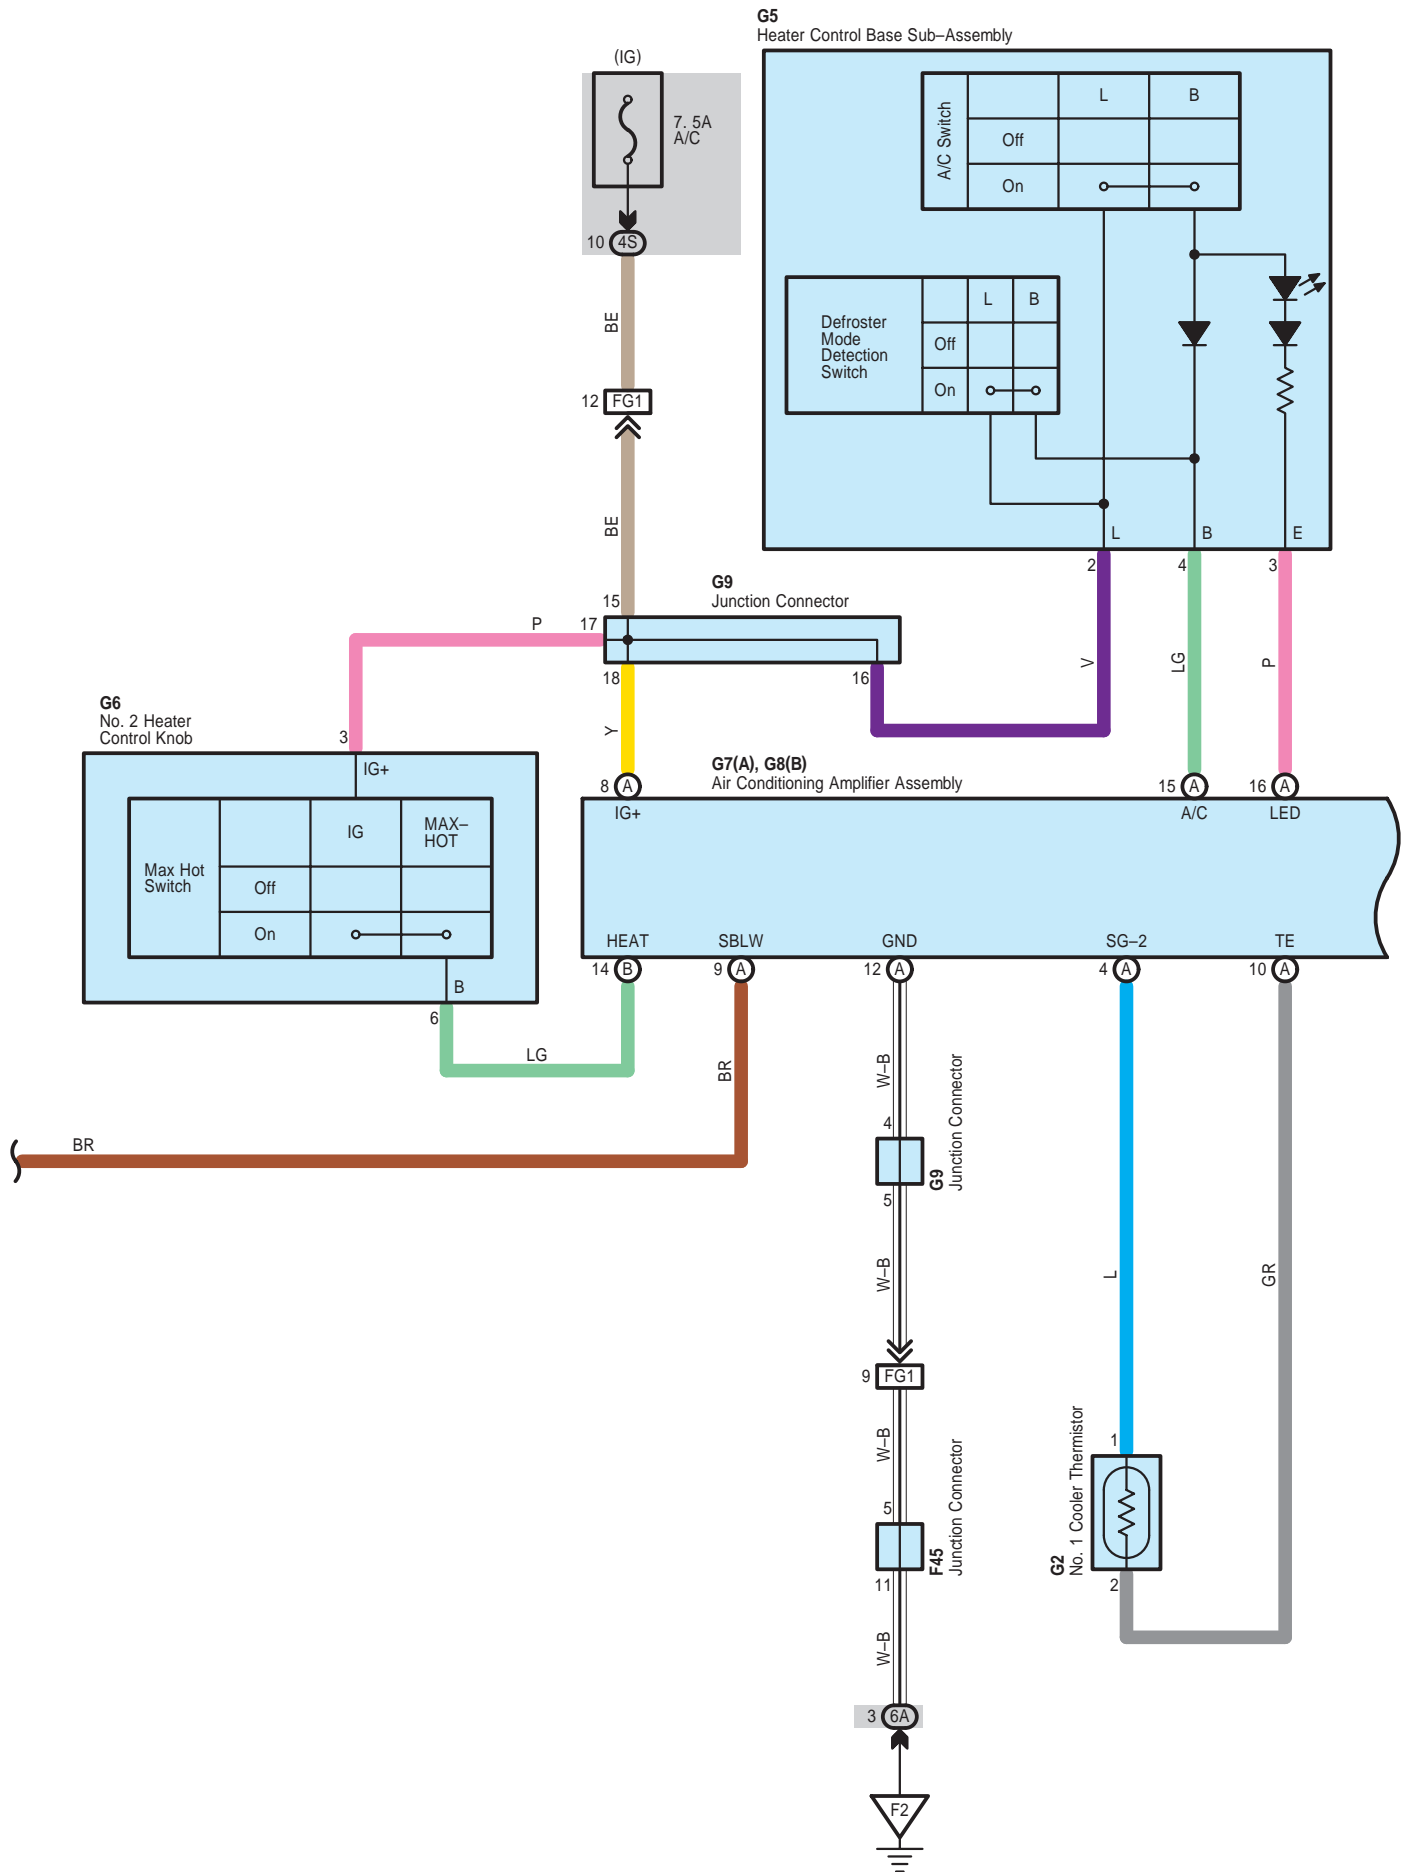 G5
Heater Control Base Sub–Assembly
(IG)
7. 5A
A/C
10 4S
A/C Switch
L B
Off
On
Defroster
Mode
Detection
Switch
L B
Off
On
BE
12 FG1
BE
L B E
2 4 3
G9
Junction Connector
15
17
P
18 16
V
LG
P
Y
G6
No. 2 Heater
Control Knob
3
IG+
Max Hot
Switch
IG
MAX–
HOT
Off
On
B
6
LG
G7(A), G8(B)
Air Conditioning Amplifier Assembly
8 A 15 A 16 A
IG+ A/C LED
HEAT SBLW GND SG–2 TE
14 B 9 A 12 A 4 A 10 A
BR
BR
W–B
4
G9
Junction Connector
5
W–B
L
GR
9 FG1
W–B
5
F45
Junction Connector
11
W–B
1
G2
No. 1 Cooler Thermistor
2
3 6A
F2